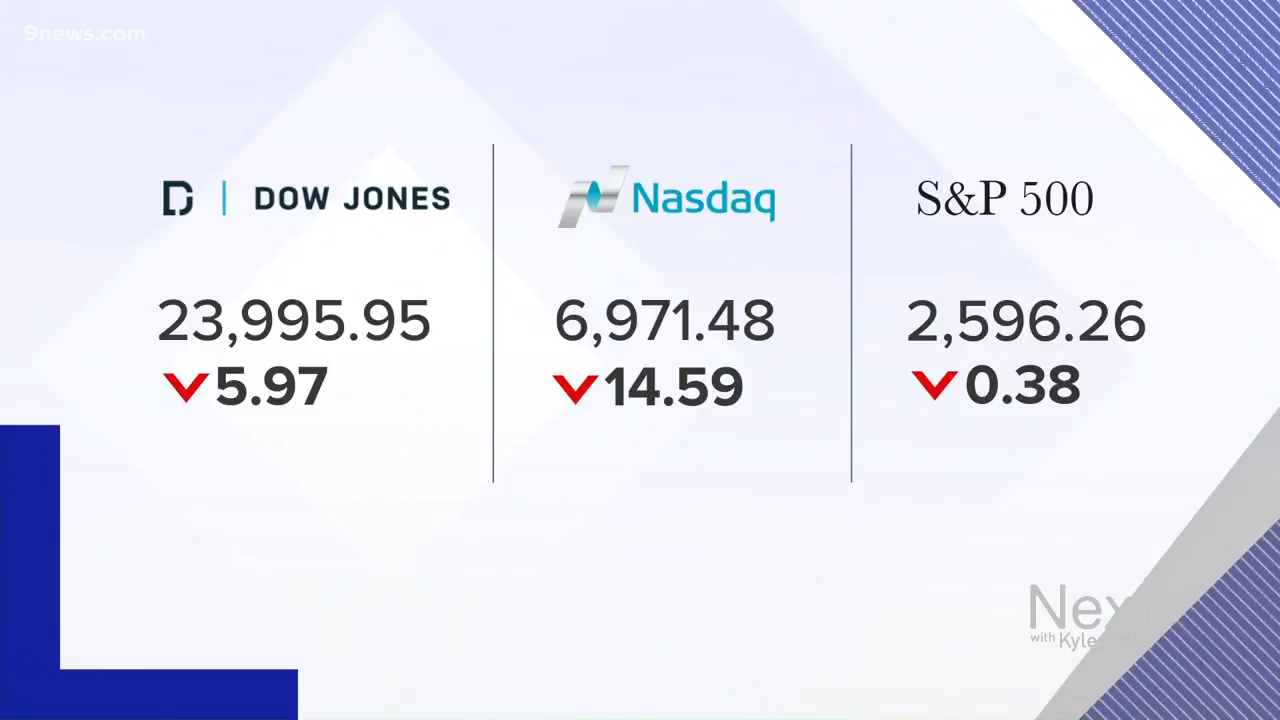 9news.com
DOW JONES
Nasdaq
S&P 500
23,995.95
6,971.48
2,596.26
5.97
14.59
0.38
with Kyle